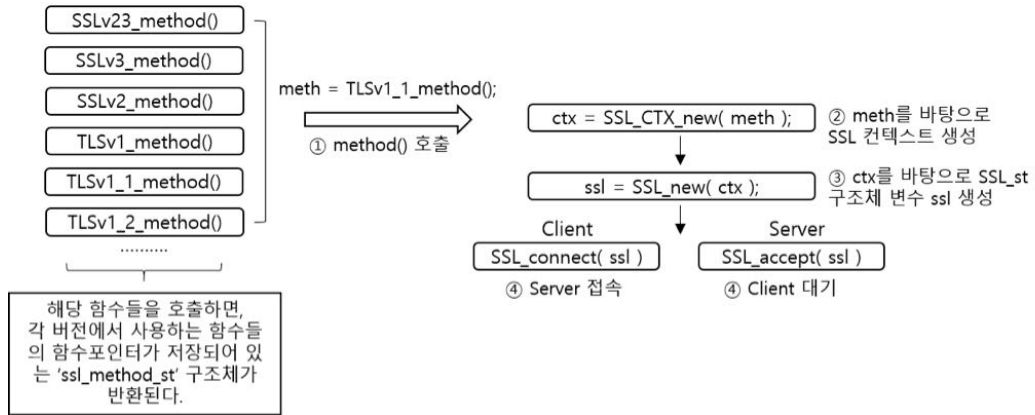 SSLv23_method()
SSLv3_method()
SSLv2_method()
TLSv1_method()
TLSv1_1_method()
TLSv1_2_method()
..........
해당 함수들을 호출하면,
각 버전에서 사용하는 함수들
의 함수포인터가 저장되어 있
는 'ssl_method_st' 구조체가
반환된다.
meth = TLSv1_1_method();
① method() 호출
ctx = SSL_CTX_new( meth );
② meth를 바탕으로
SSL 컨텍스트 생성
ssl = SSL_new( ctx );
③ ctx를 바탕으로 SSL_st
구조체 변수 ssl 생성
Client
SSL_connect( ssl )
④ Server 접속
Server
SSL_accept( ssl )
④ Client 대기